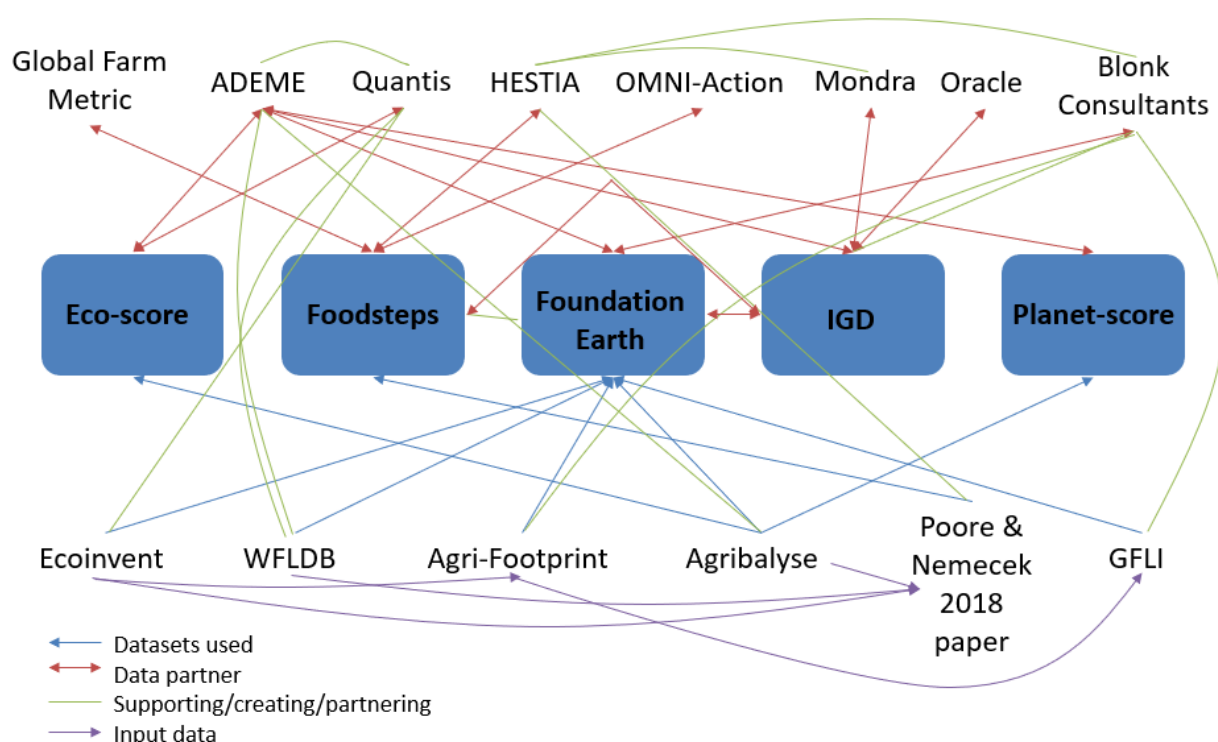 Global Farm
Metric
ADEME
Quantis
HESTIA
OMNI-Action
Mondra
Oracle
Blonk
Consultants
Eco-score
Foodsteps
Foundation
Earth
IGD
Planet-score
Ecoinvent
WFLDB
Agri-Footprint
Agribalyse
Poore &
Nemecek
2018
paper
GFLI
Datasets used
Data partner
Supporting/creating/partnering
Input data